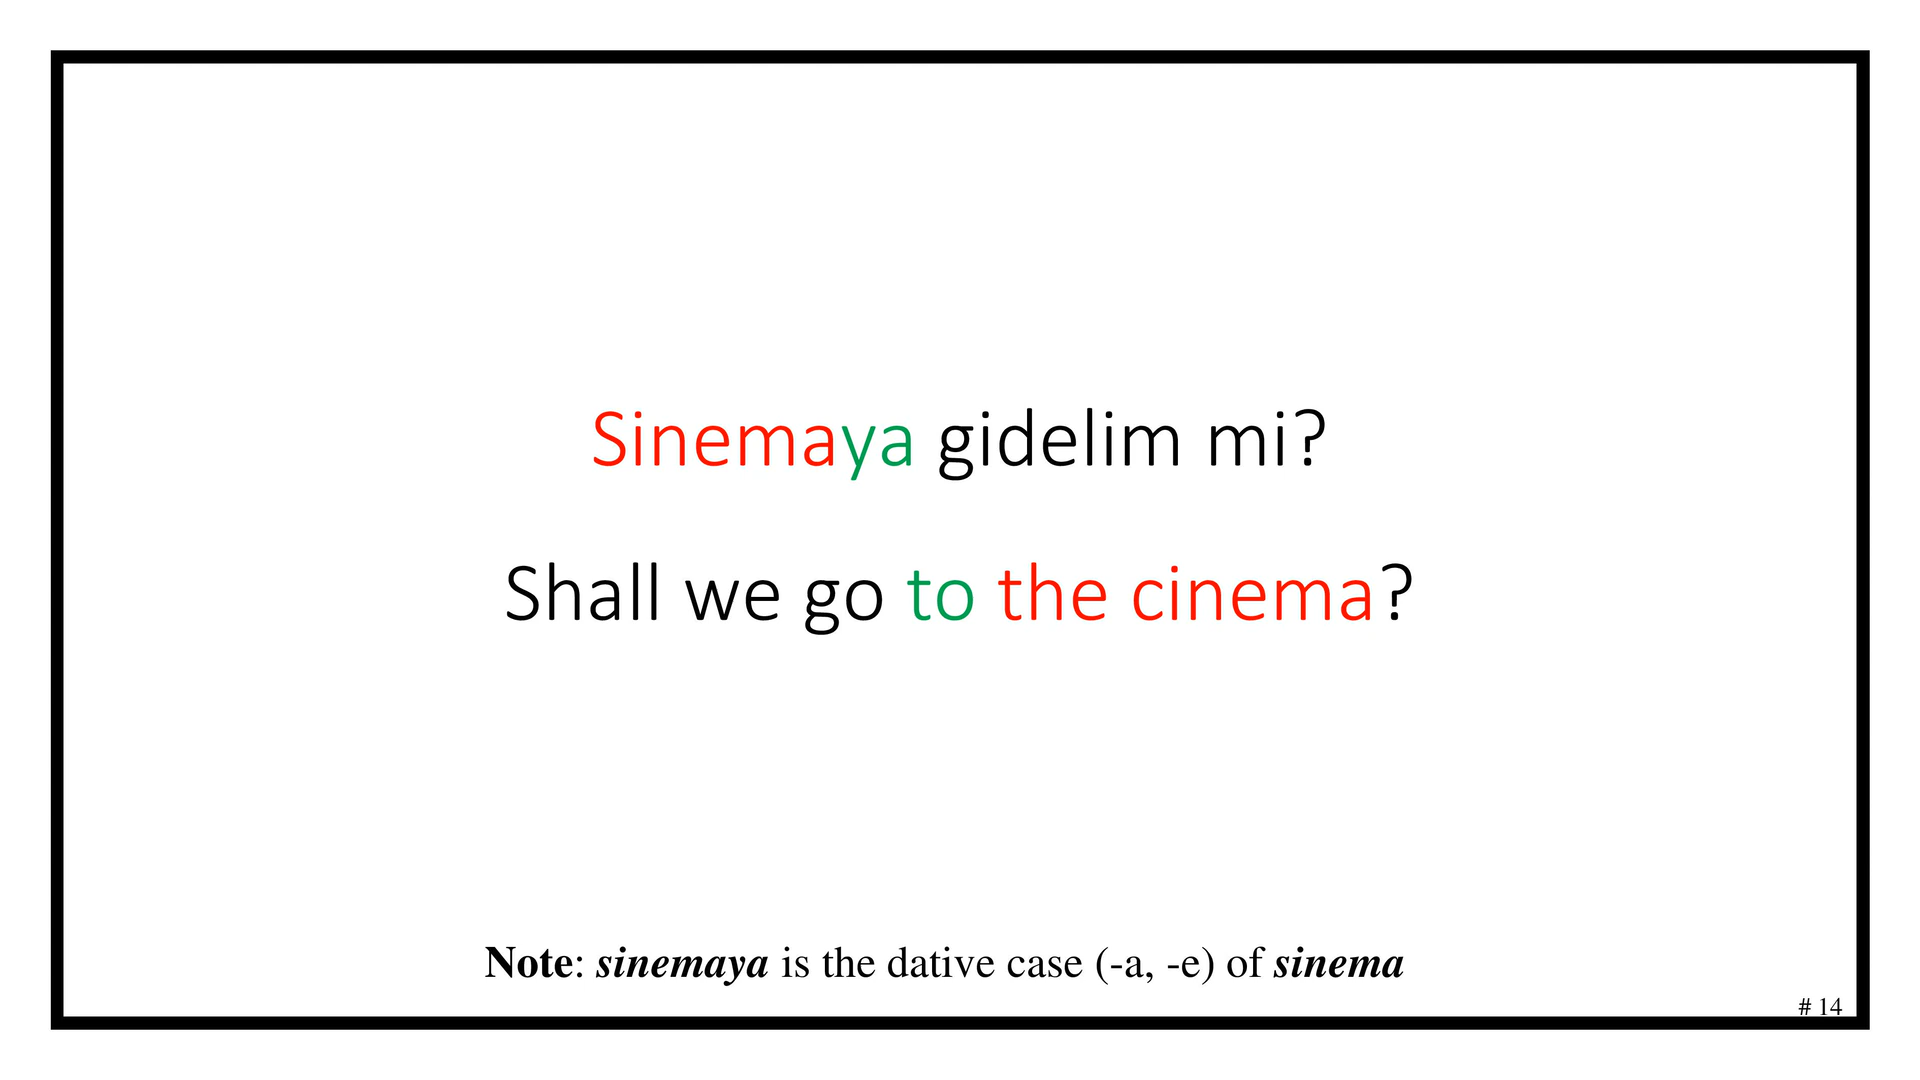 Sinemaya gidelim mi?
Shall we go to the cinema?
Note: sinemaya is the dative case (-a, -e) of sinema
# 14